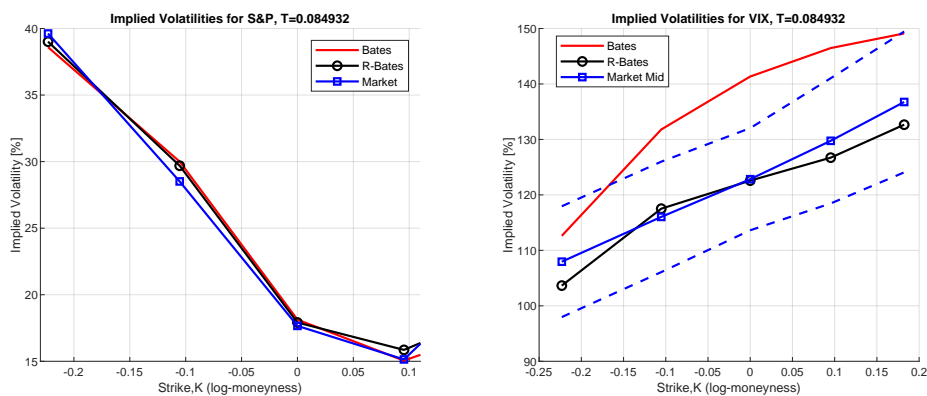 Implied Volatilities for S&P, T=0.084932
Implied Volatility [%]
40
35
30
25
20
15
-0.2
-0.15
-0.1
-0.05
0
0.05
0.1
Strike,K (log-moneyness)
Bates
R-Bates
Market
Implied Volatilities for VIX, T=0.084932
Implied Volatility [%]
150
140
130
120
110
100
90
-0.25
-0.2
-0.15
-0.1
-0.05
0
0.05
0.1
0.15
0.2
Strike,K (log-moneyness)
Bates
R-Bates
Market Mid